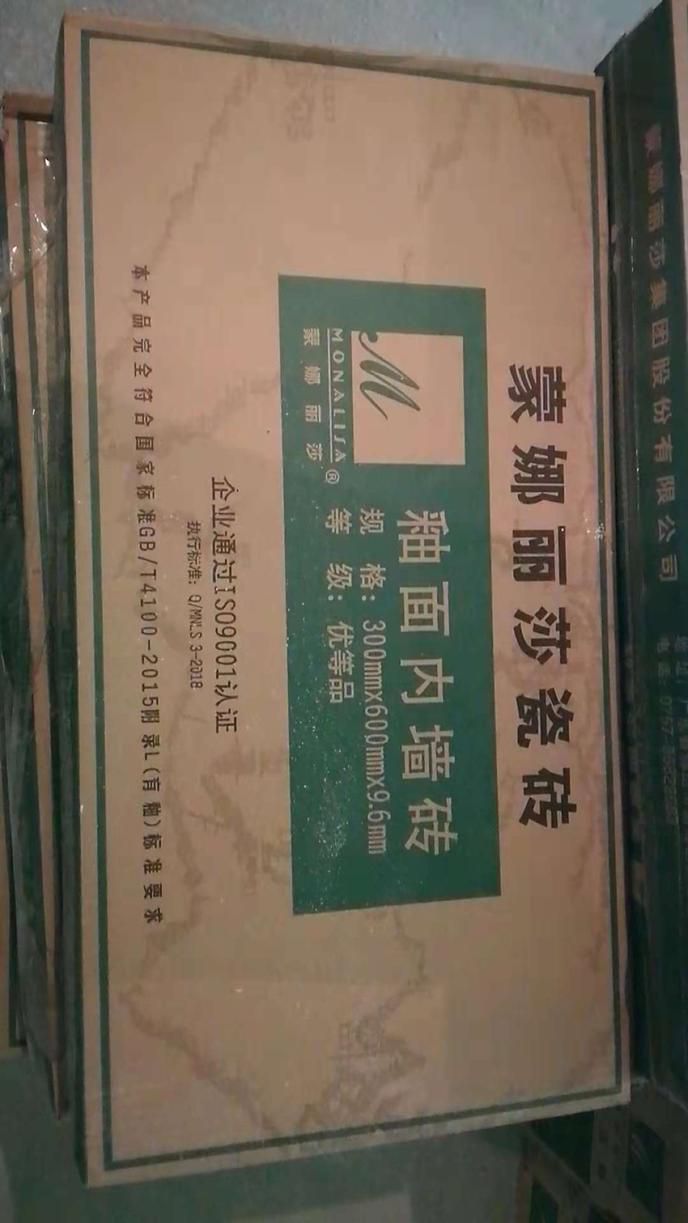 蒙娜丽莎瓷砖
MONALISA
蒙娜丽莎®
釉面内墙砖
规格：300mmx600mmx9.6mm
等级：优等品
企业通过ISO9001认证
执行标准：Q/MNLS 3-2018
本产品完全符合国家标准GB/T4100-2015附录L(有釉)标准要求
蒙娜丽莎集团股份有限公司